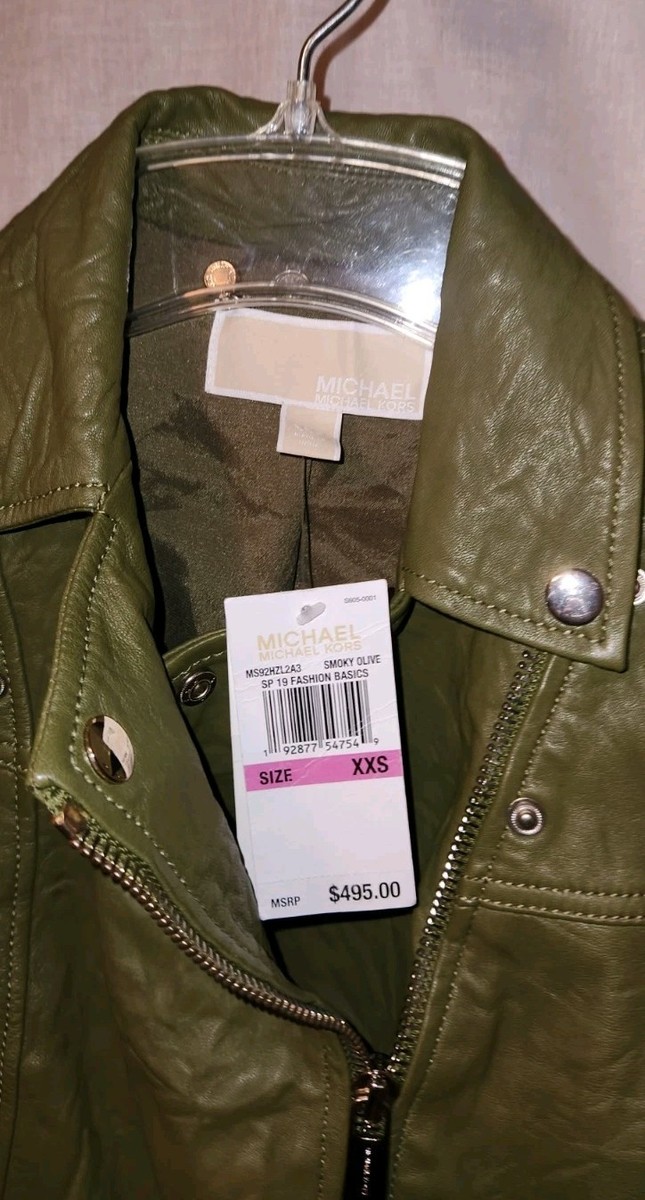 MICHAEL
MICHAEL KORS
S605-0001
MICHAEL
MICHAEL KORS
MS92HZL2A3 SMOKY OLIVE
SP 19 FASHION BASICS
1 92877 54754 9
SIZE XXS
MSRP $495.00